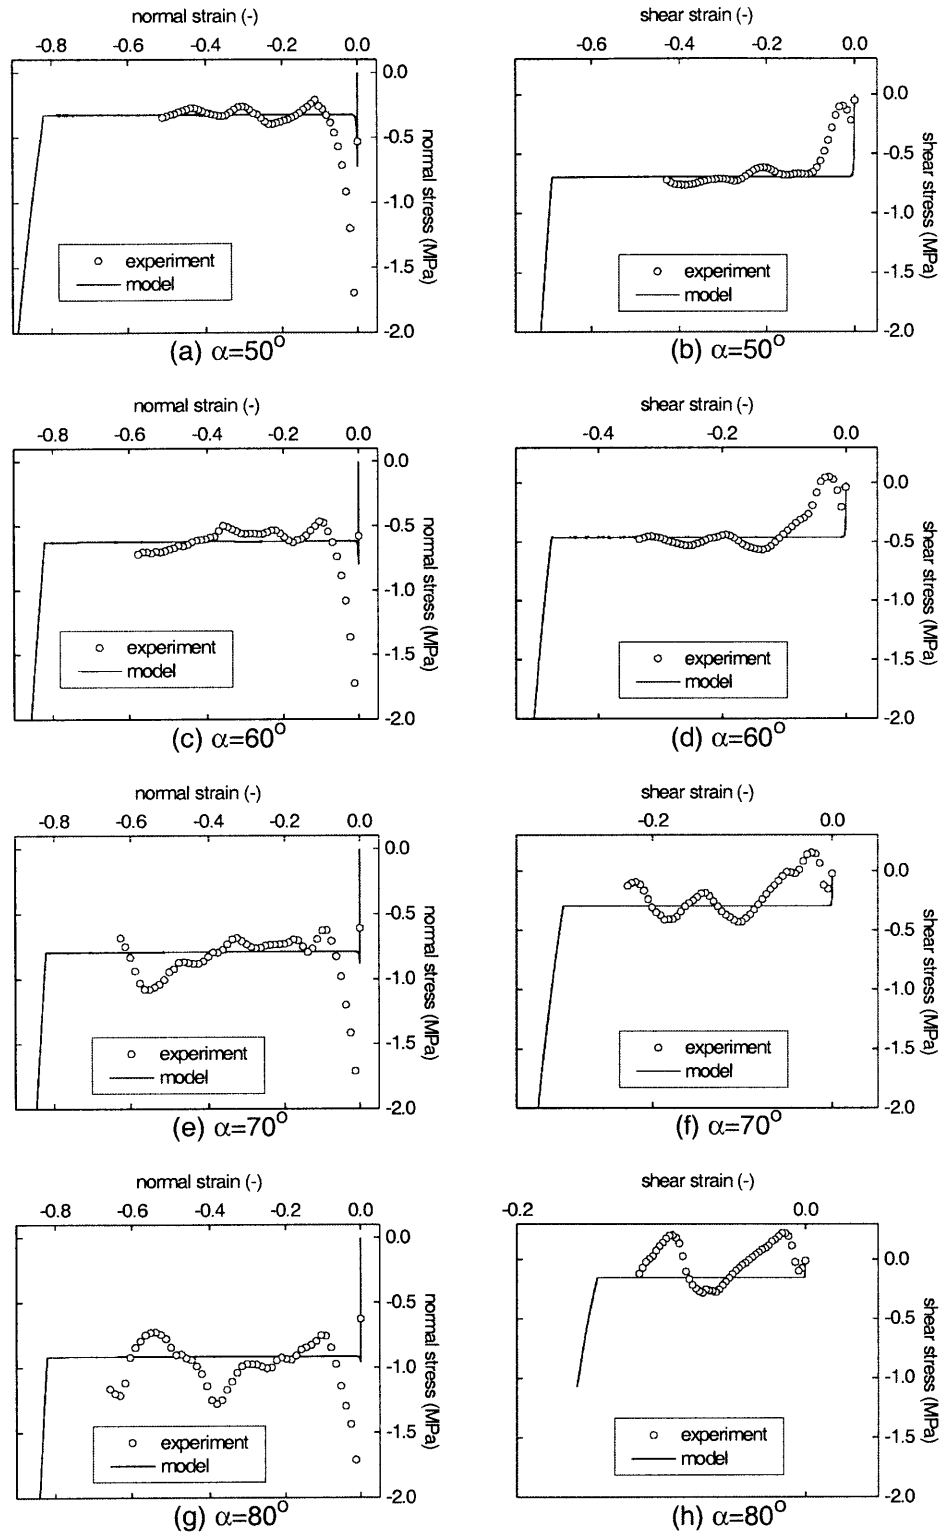 normal strain (-)
-0.8 -0.6 -0.4 -0.2 0.0
0.0
-0.5
-1.0
-1.5
-2.0
normal stress (MPa)
experiment
model
(a) α=50°
shear strain (-)
-0.6 -0.4 -0.2 0.0
0.0
-0.5
-1.0
-1.5
-2.0
shear stress (MPa)
experiment
model
(b) α=50°
normal strain (-)
-0.8 -0.6 -0.4 -0.2 0.0
0.0
-0.5
-1.0
-1.5
-2.0
normal stress (MPa)
experiment
model
(c) α=60°
shear strain (-)
-0.4 -0.2 0.0
0.0
-0.5
-1.0
-1.5
-2.0
shear stress (MPa)
experiment
model
(d) α=60°
normal strain (-)
-0.8 -0.6 -0.4 -0.2 0.0
0.0
-0.5
-1.0
-1.5
-2.0
normal stress (MPa)
experiment
model
(e) α=70°
shear strain (-)
-0.2 0.0
0.0
-0.5
-1.0
-1.5
-2.0
shear stress (MPa)
experiment
model
(f) α=70°
normal strain (-)
-0.8 -0.6 -0.4 -0.2 0.0
0.0
-0.5
-1.0
-1.5
-2.0
normal stress (MPa)
experiment
model
(g) α=80°
shear strain (-)
-0.2 0.0
0.0
-0.5
-1.0
-1.5
-2.0
shear stress (MPa)
experiment
model
(h) α=80°